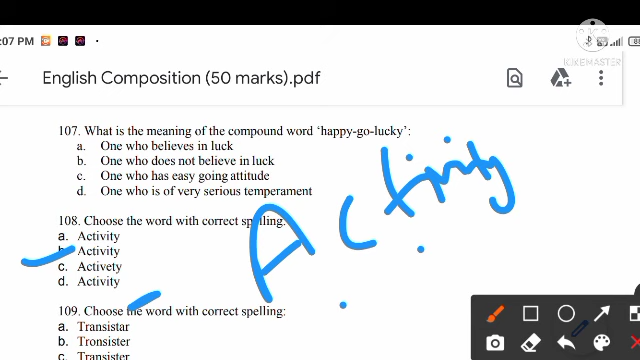 :07 PM
KINEMASTER
English Composition (50 marks).pdf
107. What is the meaning of the compound word 'happy-go-lucky':
a. One who believes in luck
b. One who does not believe in luck
c. One who has easy going attitude
d. One who is of very serious temperament
108. Choose the word with correct spelling:
a. Activity
b. Activity
c. Activety
d. Activity
Activity
109. Choose the word with correct spelling:
a. Transistar
b. Tronsister
c. Transister